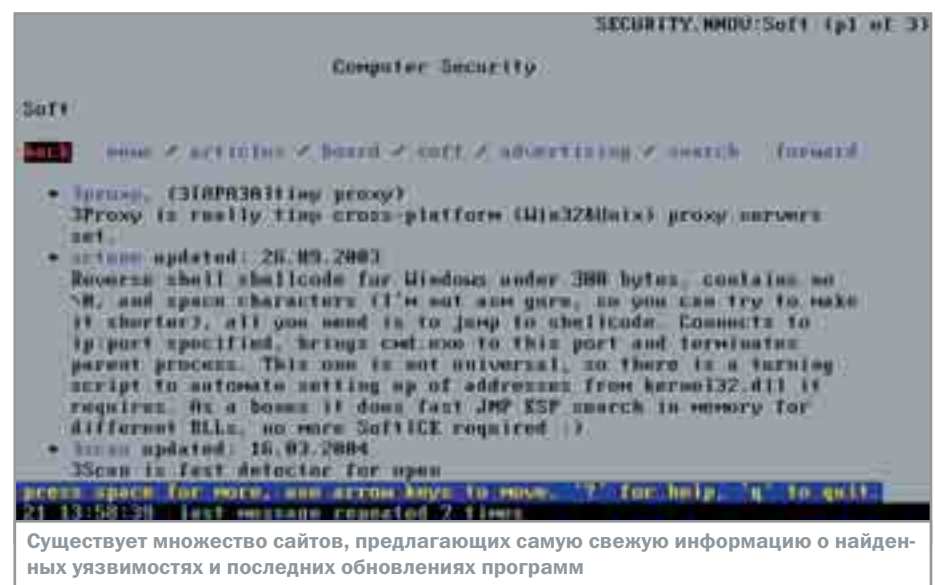 SECURITY.NNOV:Soft (p1 of 3)
Computer Security
Soft
back news / articles / board / soft / advertising / search forward
* 3proxy, (3[APA3A]tiny proxy)
3Proxy is really tiny cross-platform (Win32&Unix) proxy servers
set.
* updated: 26.09.2003
Reverse shell shellcode for Windows under 300 bytes, contains no
\0, and space characters (I'm not asm guru, so you can try to make
it shorter), all you need is to jump to shellcode. Connects to
ip:port specified, brings cmd.exe to this port and terminates
parent process. This one is not universal, so there is a turning
script to automate setting up of addresses from kernel32.dll it
requires. As a bonus it does fast JMP ESP search in memory for
different DLLs, no more SoftICE required :)
* 3scan updated: 16.03.2004
3Scan is fast detector for open
press space for more, use arrow keys to move, '?' for help, 'q' to quit.
21 13:58:39 last message repeated 2 times
Существует множество сайтов, предлагающих самую свежую информацию о найден-
ных уязвимостях и последних обновлениях программ